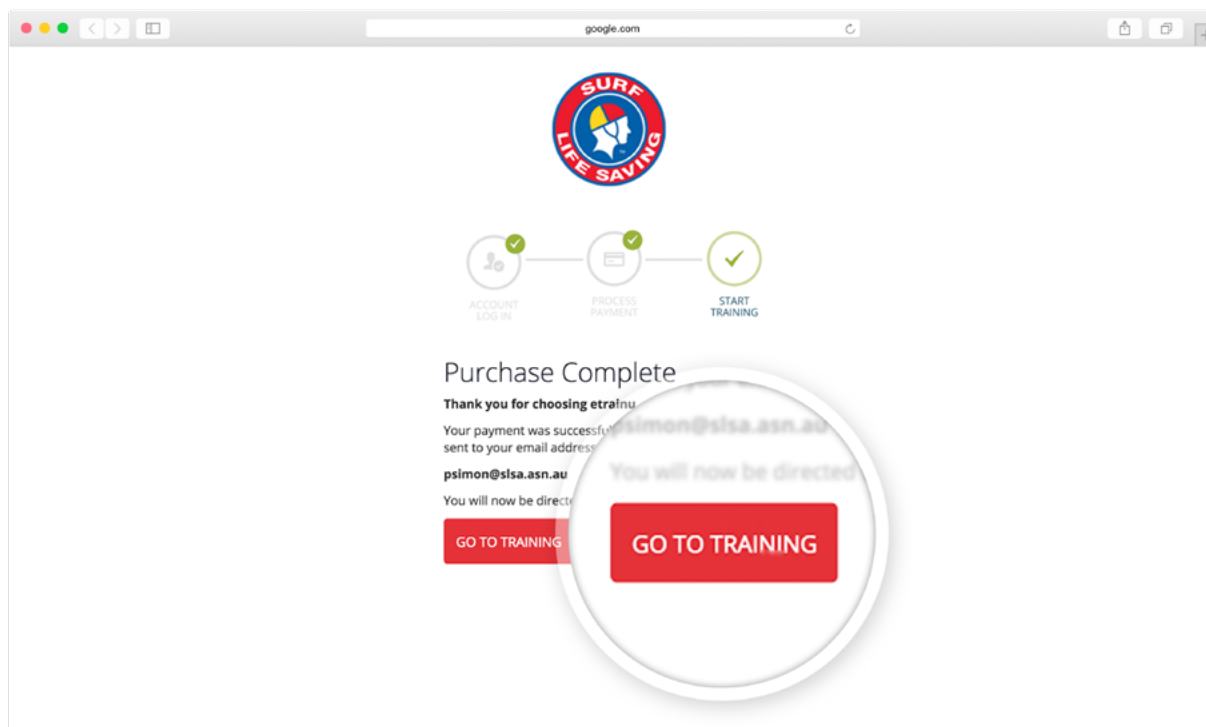 google.com
SURF
LIFE SAVING
ACCOUNT
LOG IN
PROCESS
PAYMENT
START
TRAINING
Purchase Complete
Thank you for choosing etrainu
Your payment was
sent to your email address
psimon@slsa.asn.au
You will now be
GO TO TRAINING
psimon@slsa.asn.au
You will now be directed
GO TO TRAINING